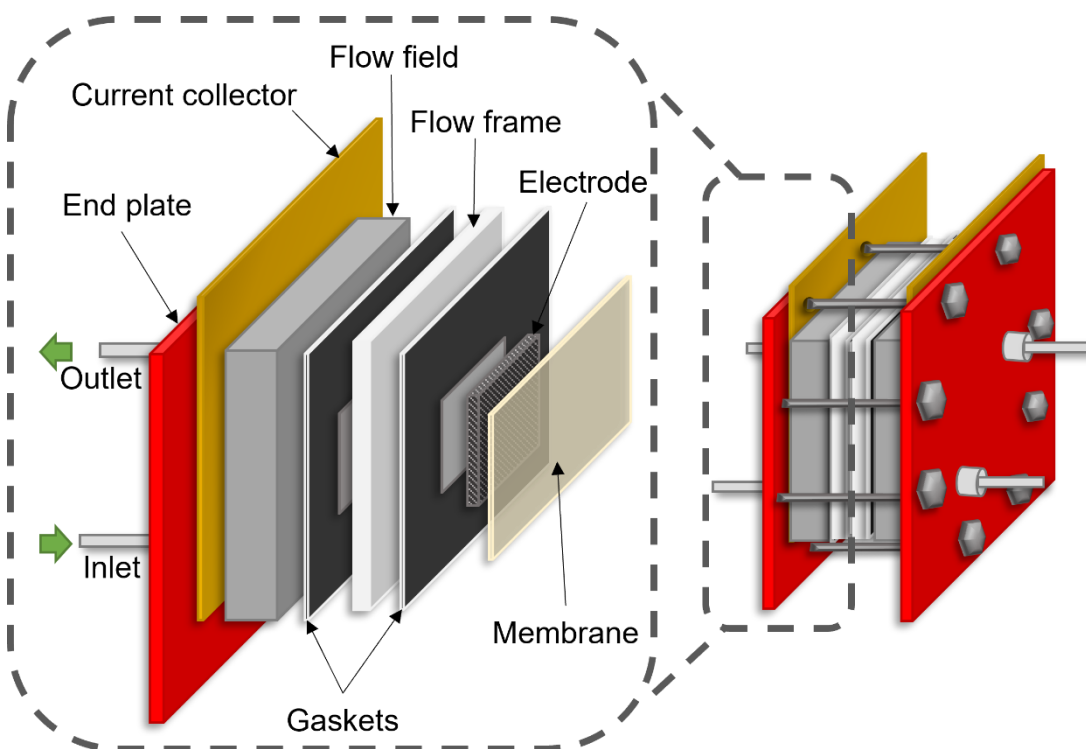 Flow field
Current collector
Flow frame
Electrode
End plate
Outlet
Inlet
Membrane
Gaskets